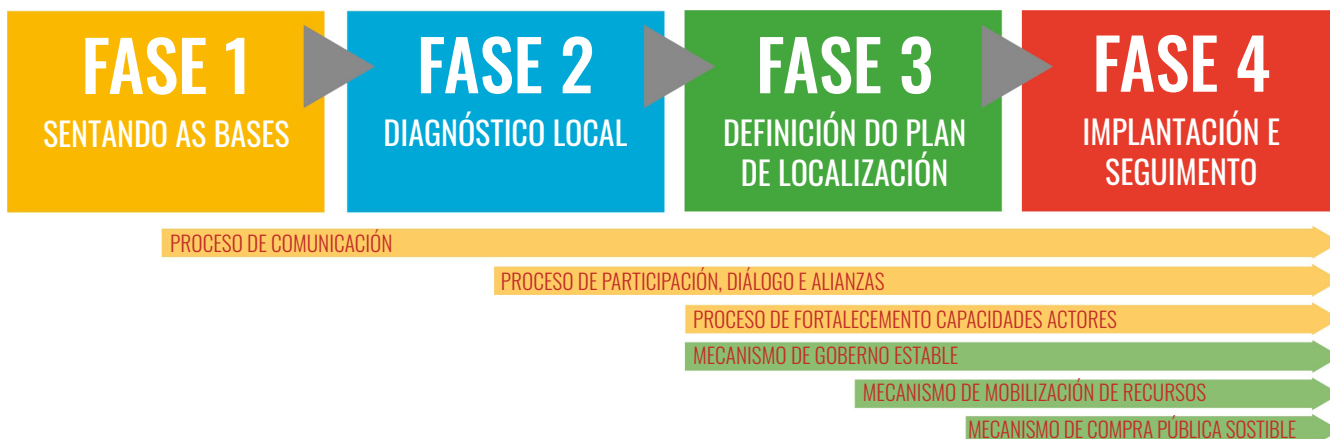 FASE 1
SENTANDO AS BASES
FASE 2
DIAGNÓSTICO LOCAL
FASE 3
DEFINICIÓN DO PLAN
DE LOCALIZACIÓN
FASE 4
IMPLANTACIÓN E
SEGUIMENTO
PROCESO DE COMUNICACIÓN
PROCESO DE PARTICIPACIÓN, DIÁLOGO E ALIANZAS
PROCESO DE FORTALECEMENTO CAPACIDADES ACTORES
MECANISMO DE GOBERNO ESTABLE
MECANISMO DE MOBILIZACIÓN DE RECURSOS
MECANISMO DE COMPRA PÚBLICA SOSTIBLE